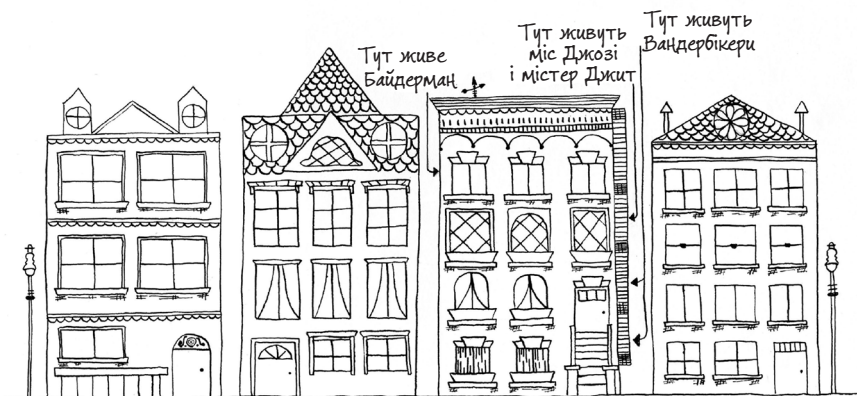 Тут живе
Байдерман
Тут живуть
міс Джозі
і містер Джит
Тут живуть
Вандербікери